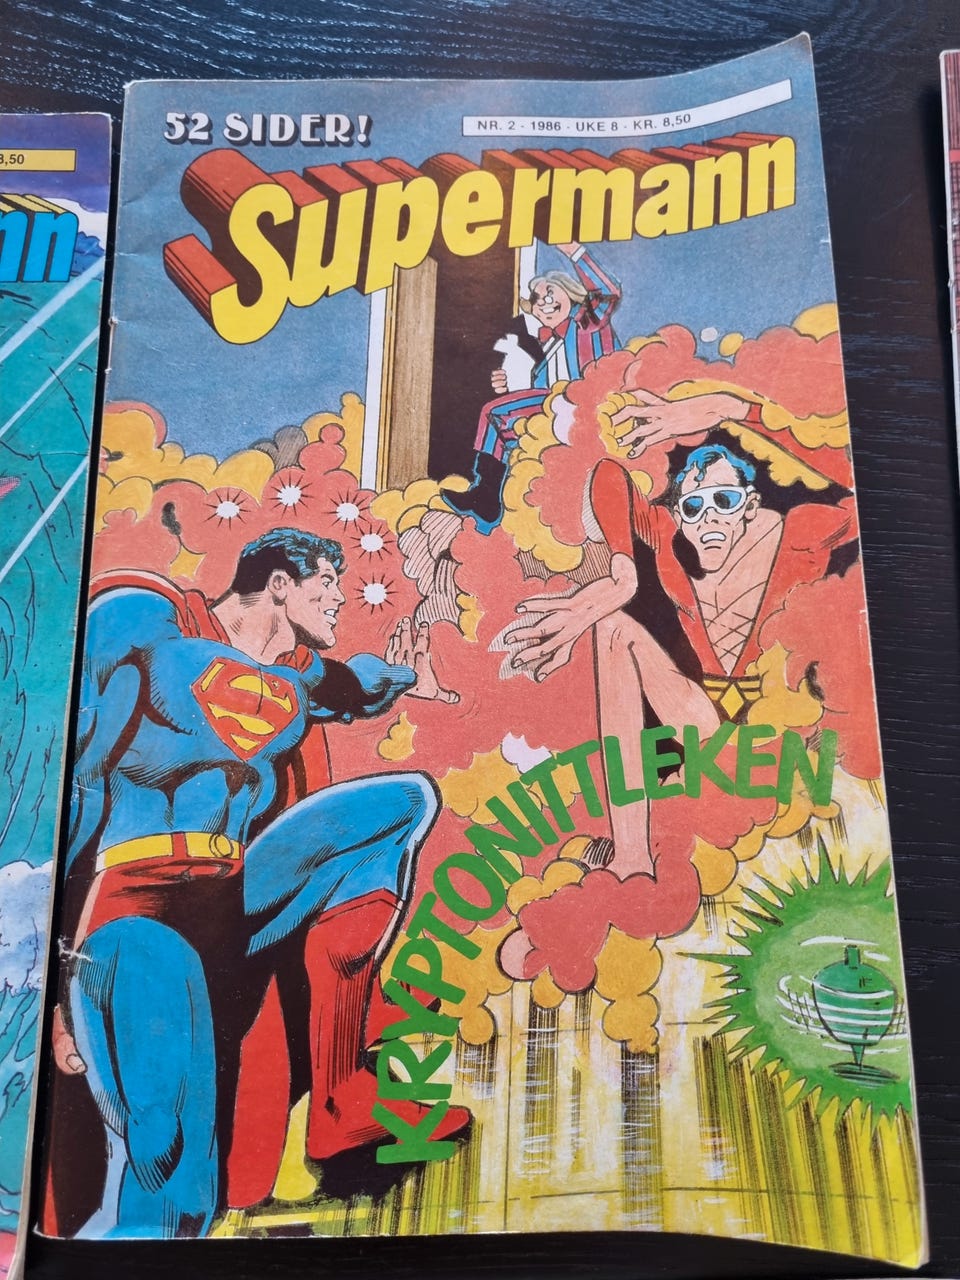 52 SIDER!
NR. 2 - 1986 - UKE 8 - KR. 8,50
Supermann
S
KRYPTONITTLEKEN
8,50
nn